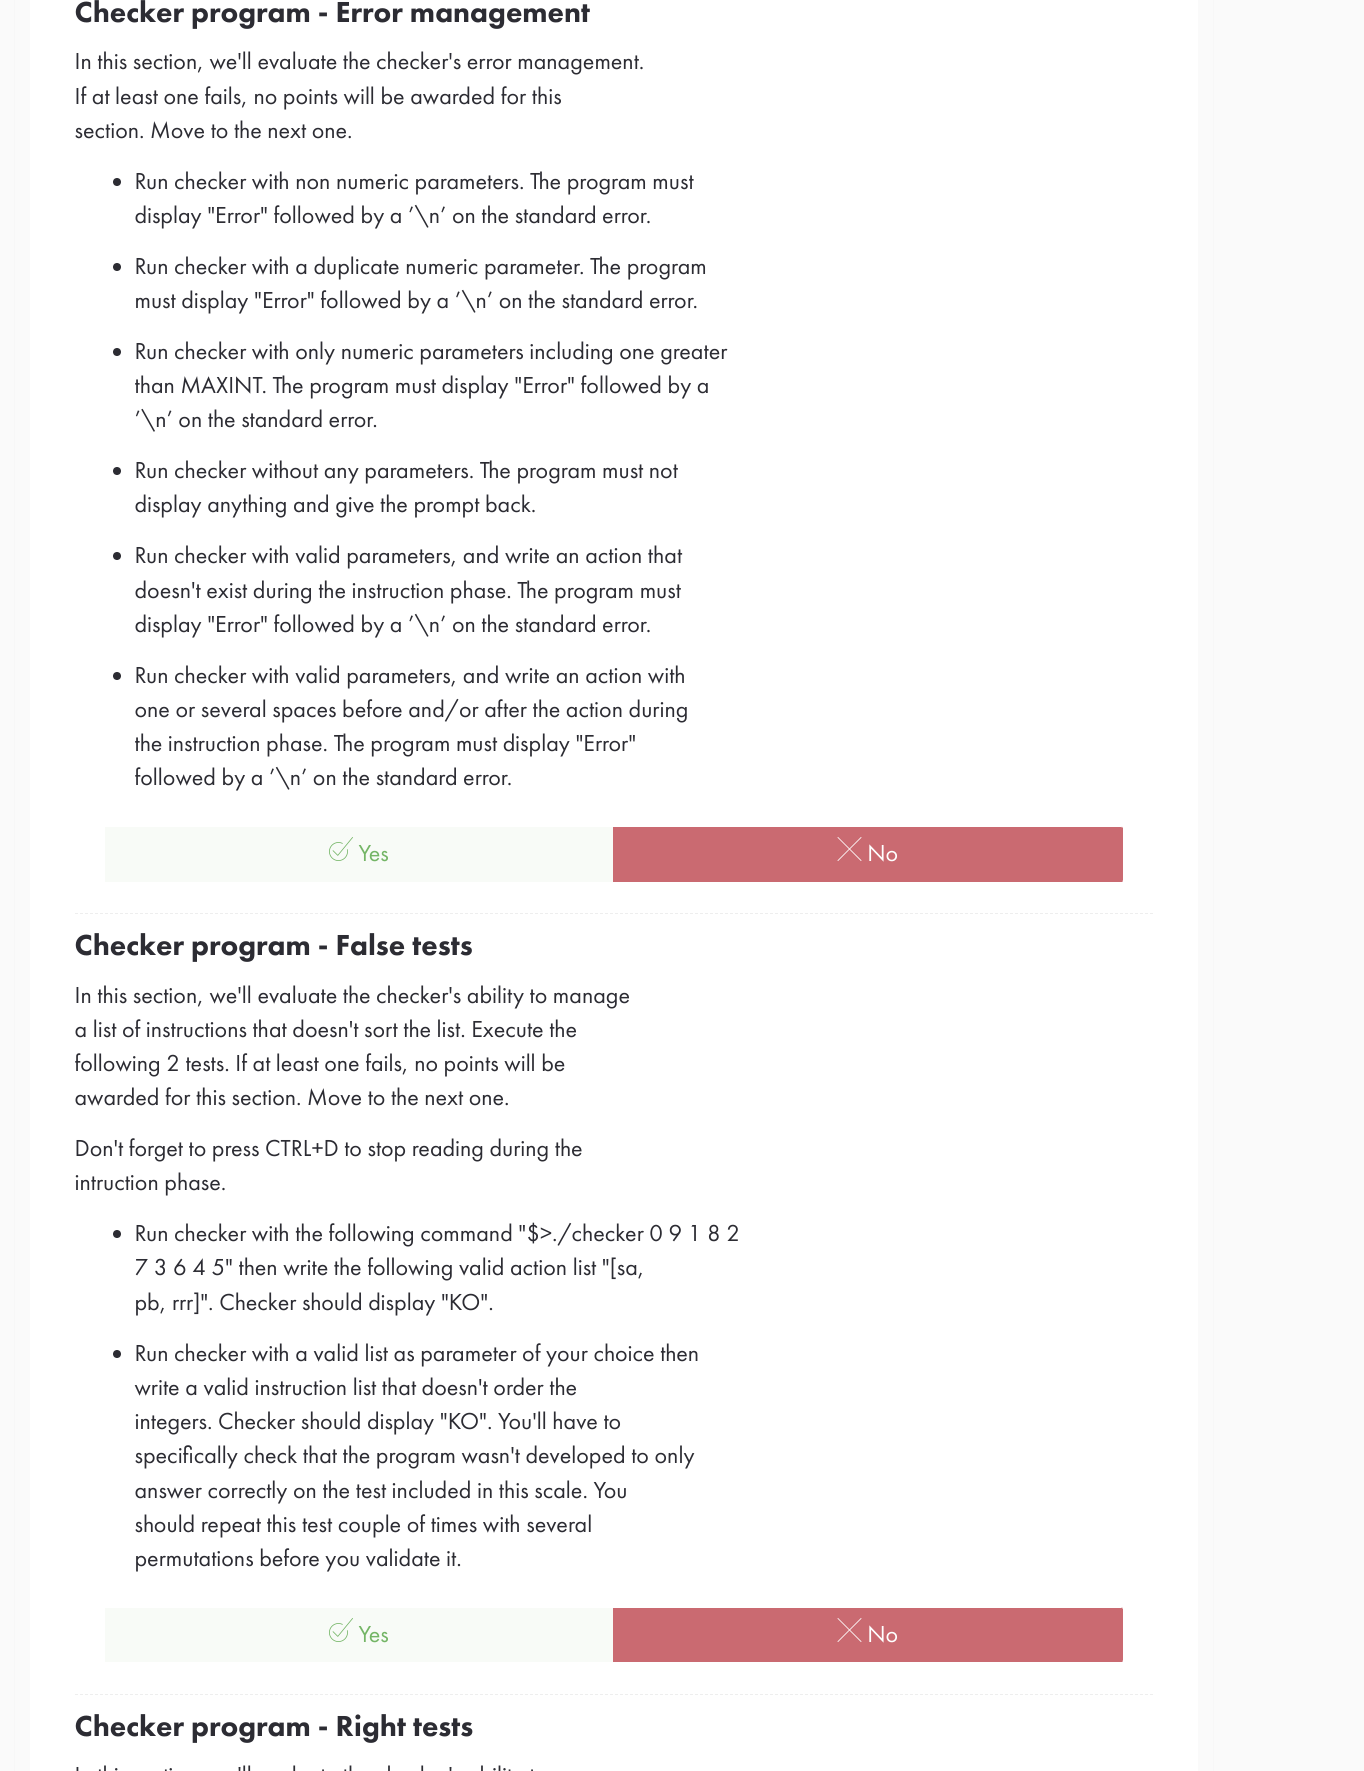 Checker program - Error management
In this section, we'll evaluate the checker's error management.
If at least one fails, no points will be awarded for this
section. Move to the next one.
• Run checker with non numeric parameters. The program must
display "Error" followed by a ’\n’ on the standard error.
• Run checker with a duplicate numeric parameter. The program
must display "Error" followed by a ’\n’ on the standard error.
• Run checker with only numeric parameters including one greater
than MAXINT. The program must display "Error" followed by a
’\n’ on the standard error.
• Run checker without any parameters. The program must not
display anything and give the prompt back.
• Run checker with valid parameters, and write an action that
doesn't exist during the instruction phase. The program must
display "Error" followed by a ’\n’ on the standard error.
• Run checker with valid parameters, and write an action with
one or several spaces before and/or after the action during
the instruction phase. The program must display "Error"
followed by a ’\n’ on the standard error.
Yes
No
Checker program - False tests
In this section, we'll evaluate the checker's ability to manage
a list of instructions that doesn't sort the list. Execute the
following 2 tests. If at least one fails, no points will be
awarded for this section. Move to the next one.
Don't forget to press CTRL+D to stop reading during the
intruction phase.
• Run checker with the following command "$>./checker 0 9 1 8 2
7 3 6 4 5" then write the following valid action list "[sa,
pb, rrr]". Checker should display "KO".
• Run checker with a valid list as parameter of your choice then
write a valid instruction list that doesn't order the
integers. Checker should display "KO". You'll have to
specifically check that the program wasn't developed to only
answer correctly on the test included in this scale. You
should repeat this test couple of times with several
permutations before you validate it.
Yes
No
Checker program - Right tests